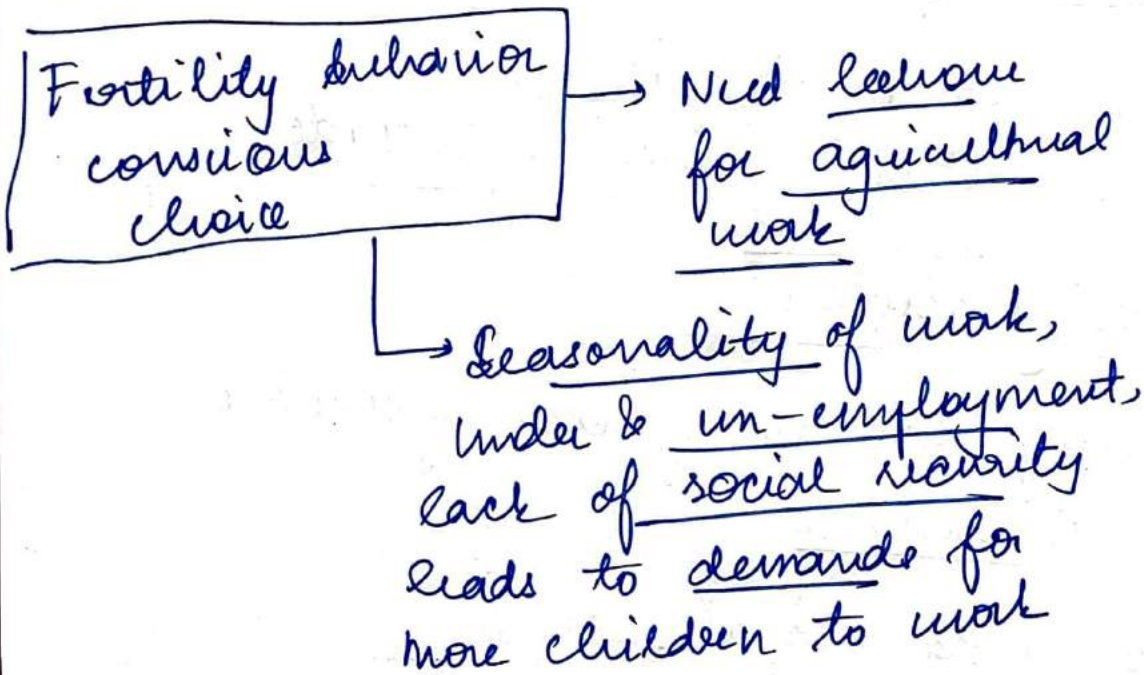 Fertility behavior
conscious
choice
Need labour
for agricultural
work
Seasonality of work,
under & un-employment,
lack of social security
leads to demands for
more children to work